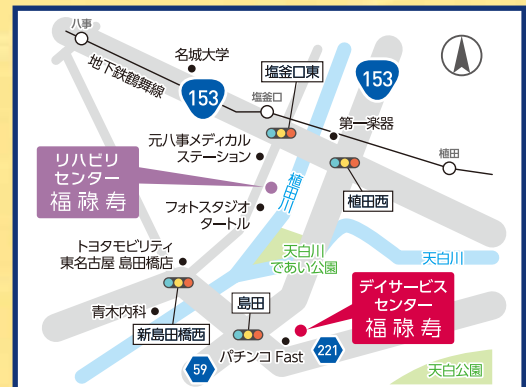 八事
地下鉄鶴舞線
名城大学
153
塩釜口東
塩釜口
153
第一楽器
植田
元八事メディカル
ステーション
リハビリ
センター
福禄寿
植田川
植田西
フォトスタジオ
タートル
天白川
であい公園
天白川
トヨタモビリティ
東名古屋 島田橋店
デイサービス
センター
福禄寿
青木内科
島田
新島田橋西
パチンコ Fast
59
221
天白公園